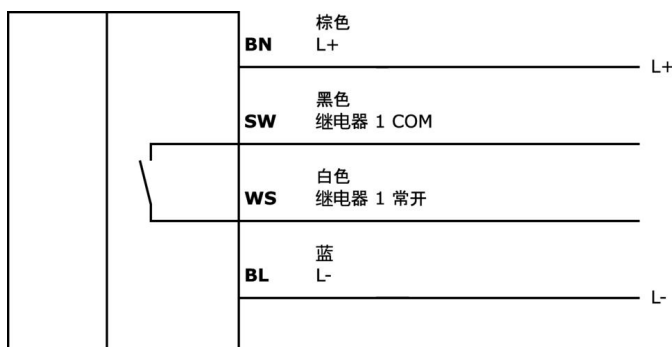 棕色
BN L+
L+
黑色
SW 继电器 1 COM
白色
WS 继电器 1 常开
蓝
BL L-
L-